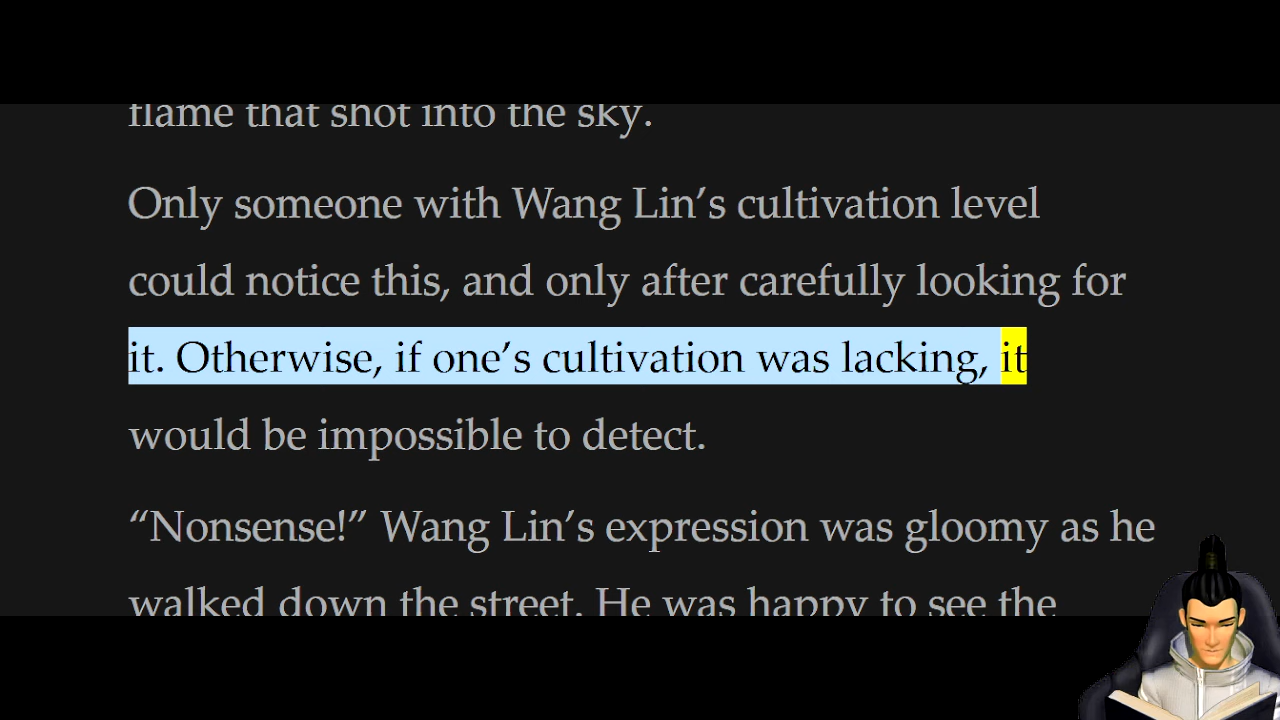 flame that shot into the sky.
Only someone with Wang Lin’s cultivation level
could notice this, and only after carefully looking for
it. Otherwise, if one’s cultivation was lacking, it
would be impossible to detect.
“Nonsense!” Wang Lin’s expression was gloomy as he
walked down the street. He was happy to see the